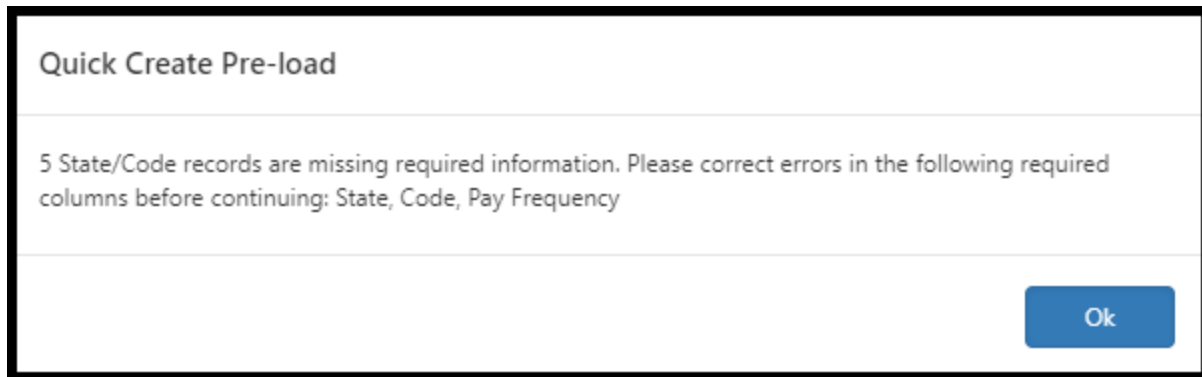 Quick Create Pre-load
5 State/Code records are missing required information. Please correct errors in the following required
columns before continuing: State, Code, Pay Frequency
Ok